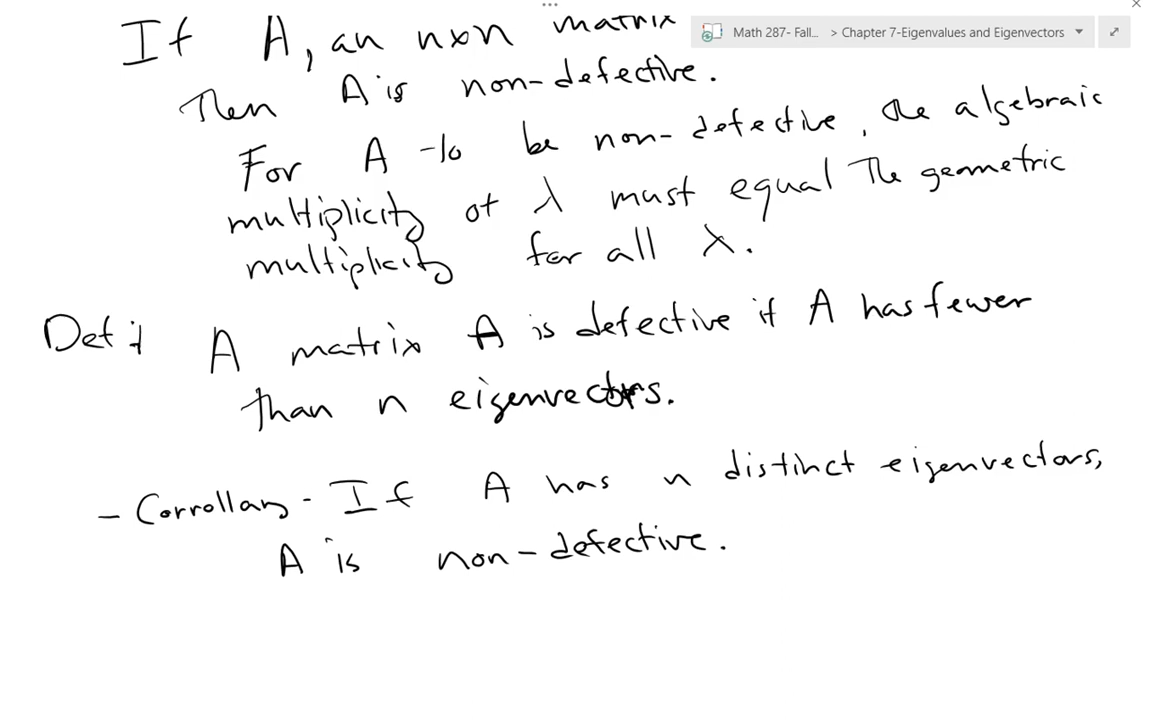 If A, an nxn matrix
Math 287- Fall... > Chapter 7-Eigenvalues and Eigenvectors
Then A is non-defective.
For A to be non-defective, the algebraic
multiplicity of λ must equal The geometric
multiplicity for all λ.
Def:
A matrix A is defective if A has fewer
than n eigenvectors.
- Corrollary - If A has n distinct eigenvectors,
A is non-defective.